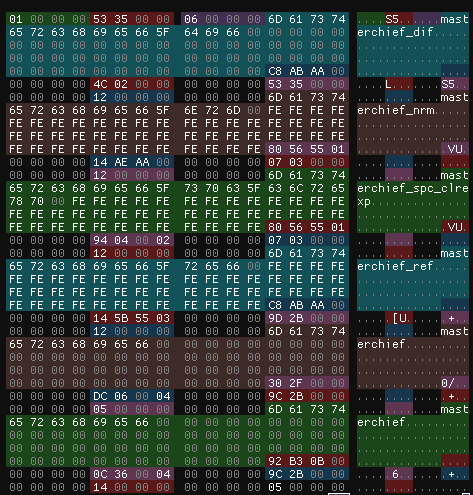 01 00 00 00 53 35 00 00 06 00 00 00 6D 61 73 74 ....S5......mast
65 72 63 68 69 65 66 5F 64 69 66 00 00 00 00 00 erchief_dif.....
00 00 00 00 00 00 00 00 00 00 00 00 00 00 00 00 ................
00 00 00 00 00 00 00 00 00 00 00 00 00 00 00 00 ................
00 00 00 00 00 00 00 00 00 00 00 00 C8 AB AA 00 ................
00 00 00 00 4C 02 00 00 00 00 00 00 53 35 00 00 ....L.......S5..
00 00 00 00 12 00 00 00 00 00 00 00 6D 61 73 74 ............mast
65 72 63 68 69 65 66 5F 6E 72 6D 00 FE FE FE FE erchief_nrm.....
FE FE FE FE FE FE FE FE FE FE FE FE FE FE FE FE ................
FE FE FE FE FE FE FE FE FE FE FE FE FE FE FE FE ................
FE FE FE FE FE FE FE FE FE FE FE FE 80 56 55 01 .............VU.
00 00 00 00 14 AE AA 00 00 00 00 00 07 03 00 00 ................
00 00 00 00 12 00 00 00 00 00 00 00 6D 61 73 74 ............mast
65 72 63 68 69 65 66 5F 73 70 63 5F 63 6C 72 65 erchief_spc_clre
78 70 00 FE FE FE FE FE FE FE FE FE FE FE FE FE xp..............
FE FE FE FE FE FE FE FE FE FE FE FE FE FE FE FE ................
FE FE FE FE FE FE FE FE FE FE FE FE 80 56 55 01 .............VU.
00 00 00 00 94 04 00 02 00 00 00 00 07 03 00 00 ................
00 00 00 00 12 00 00 00 00 00 00 00 6D 61 73 74 ............mast
65 72 63 68 69 65 66 5F 72 65 66 00 FE FE FE FE erchief_ref.....
FE FE FE FE FE FE FE FE FE FE FE FE FE FE FE FE ................
FE FE FE FE FE FE FE FE FE FE FE FE FE FE FE FE ................
FE FE FE FE FE FE FE FE FE FE FE FE C8 AB AA 00 ................
00 00 00 00 14 5B 55 03 00 00 00 00 9D 2B 00 00 .....[U......+..
00 00 00 00 12 00 00 00 00 00 00 00 6D 61 73 74 ............mast
65 72 63 68 69 65 66 00 00 00 00 00 00 00 00 00 erchief.........
00 00 00 00 00 00 00 00 00 00 00 00 00 00 00 00 ................
00 00 00 00 00 00 00 00 00 00 00 00 00 00 00 00 ................
00 00 00 00 00 00 00 00 00 00 00 00 30 2F 00 00 ............0/..
00 00 00 00 DC 06 00 04 00 00 00 00 9C 2B 00 00 .............+..
00 00 00 00 05 00 00 00 00 00 00 00 6D 61 73 74 ............mast
65 72 63 68 69 65 66 00 00 00 00 00 00 00 00 00 erchief.........
00 00 00 00 00 00 00 00 00 00 00 00 00 00 00 00 ................
00 00 00 00 00 00 00 00 00 00 00 00 00 00 00 00 ................
00 00 00 00 00 00 00 00 00 00 00 00 92 B3 0B 00 ................
00 00 00 00 0C 36 00 04 00 00 00 00 9C 2B 00 00 .....6.......+..
00 00 00 00 14 00 00 00 00 00 00 00 05 00 00 00 ................